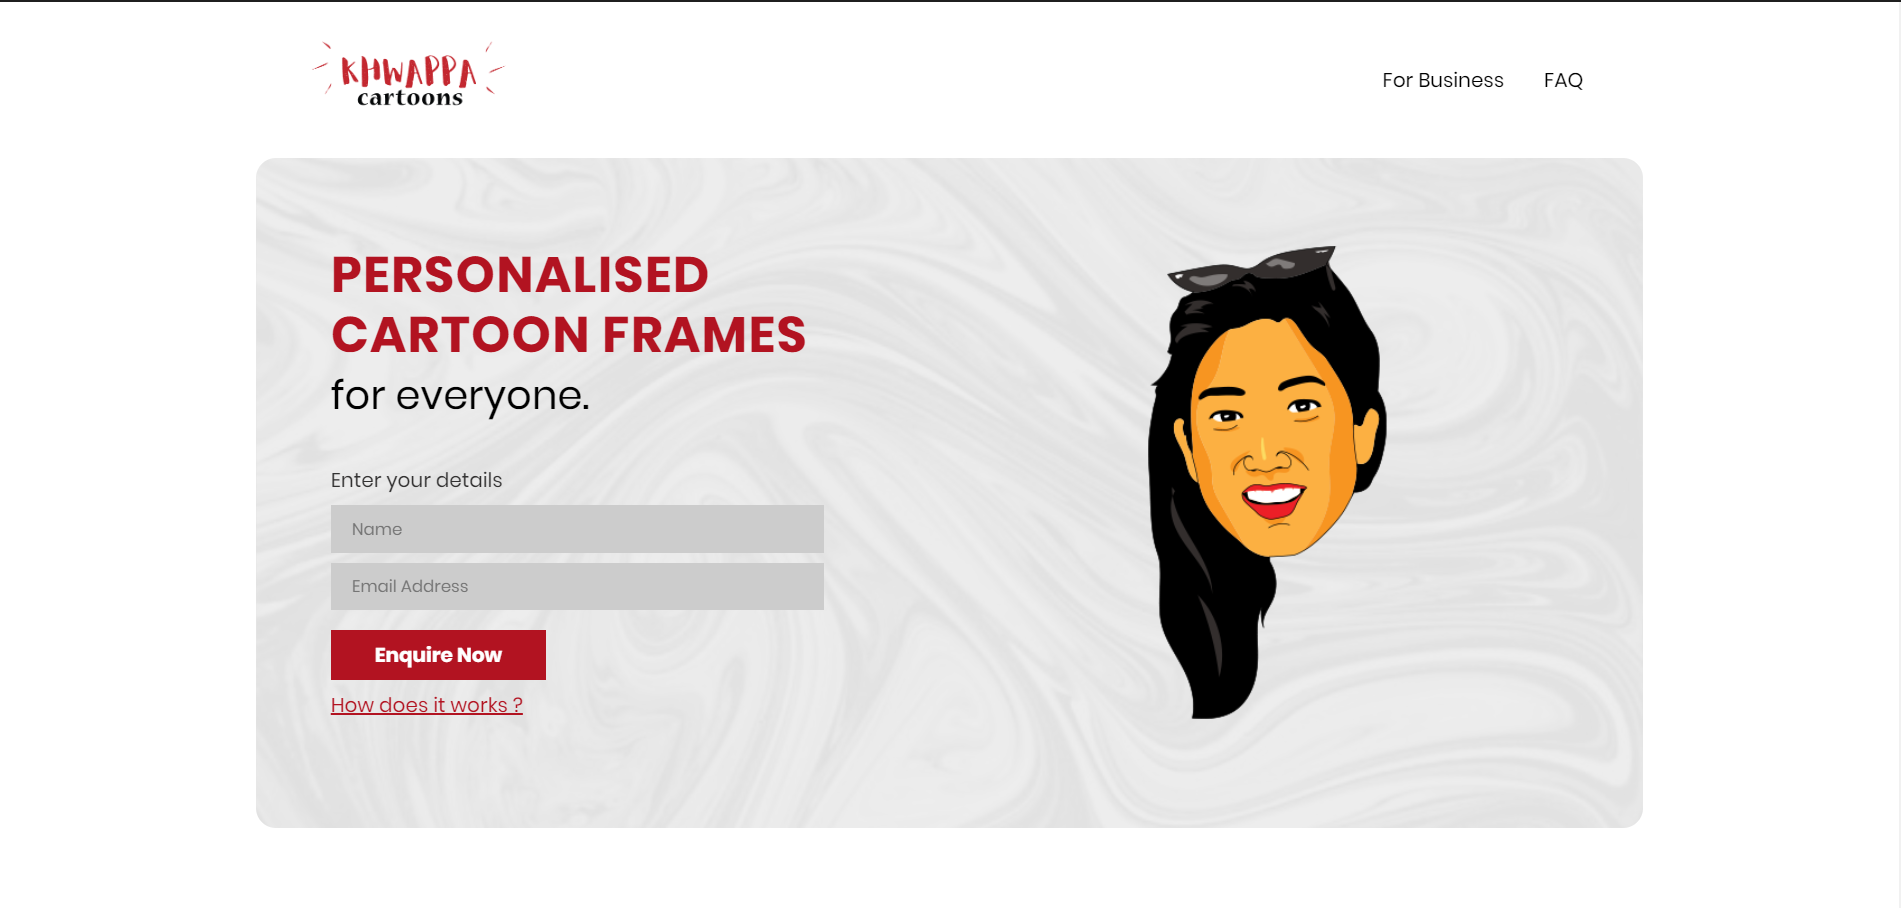 KHWAPPA
cartoons
For Business
FAQ
PERSONALISED
CARTOON FRAMES
for everyone.
Enter your details
Name
Email Address
Enquire Now
How does it works ?